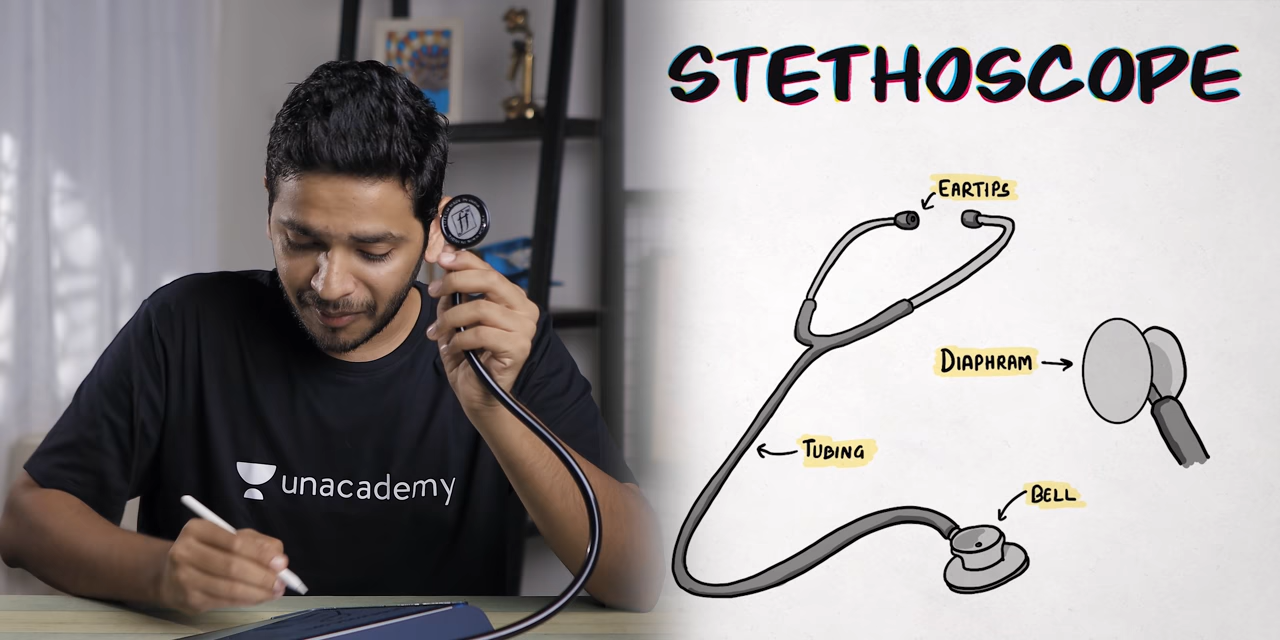 STETHOSCOPE
EARTIPS
DIAPHRAM
TUBING
BELL
unacademy